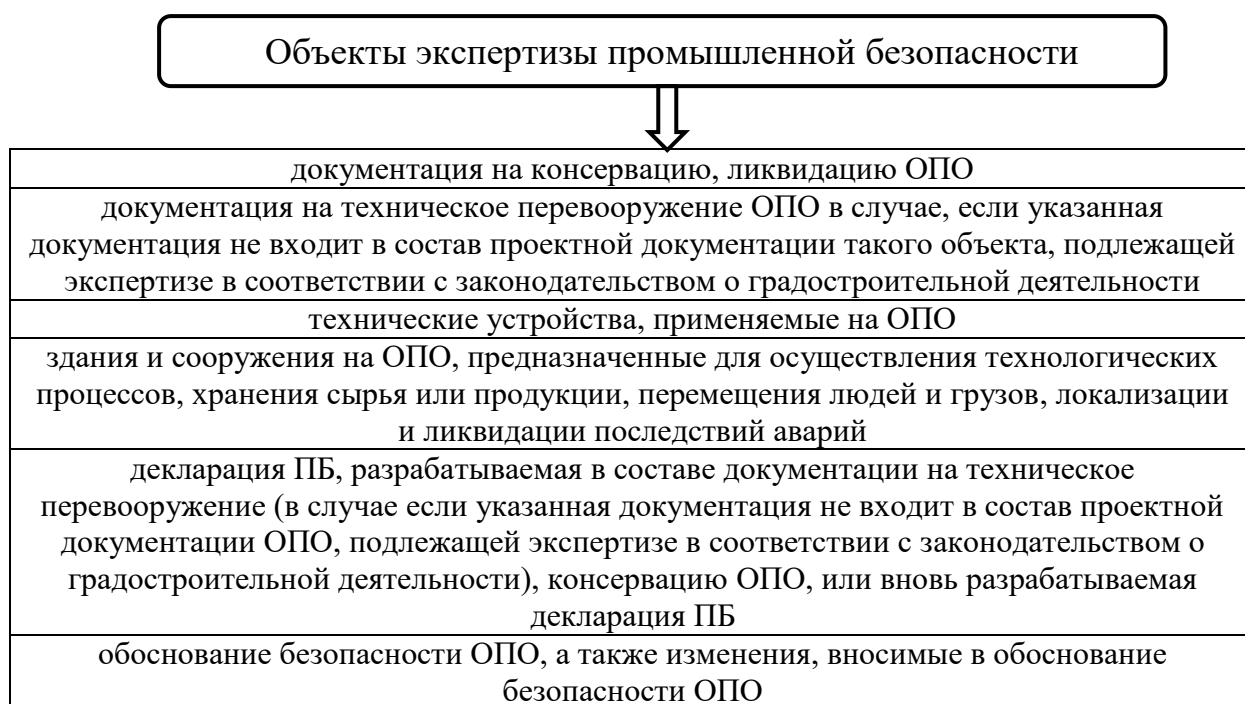 Объекты экспертизы промышленной безопасности
документация на консервацию, ликвидацию ОПО
документация на техническое перевооружение ОПО в случае, если указанная
документация не входит в состав проектной документации такого объекта, подлежащей
экспертизе в соответствии с законодательством о градостроительной деятельности
технические устройства, применяемые на ОПО
здания и сооружения на ОПО, предназначенные для осуществления технологических
процессов, хранения сырья или продукции, перемещения людей и грузов, локализации
и ликвидации последствий аварий
декларация ПБ, разрабатываемая в составе документации на техническое
перевооружение (в случае если указанная документация не входит в состав проектной
документации ОПО, подлежащей экспертизе в соответствии с законодательством о
градостроительной деятельности), консервацию ОПО, или вновь разрабатываемая
декларация ПБ
обоснование безопасности ОПО, а также изменения, вносимые в обоснование
безопасности ОПО